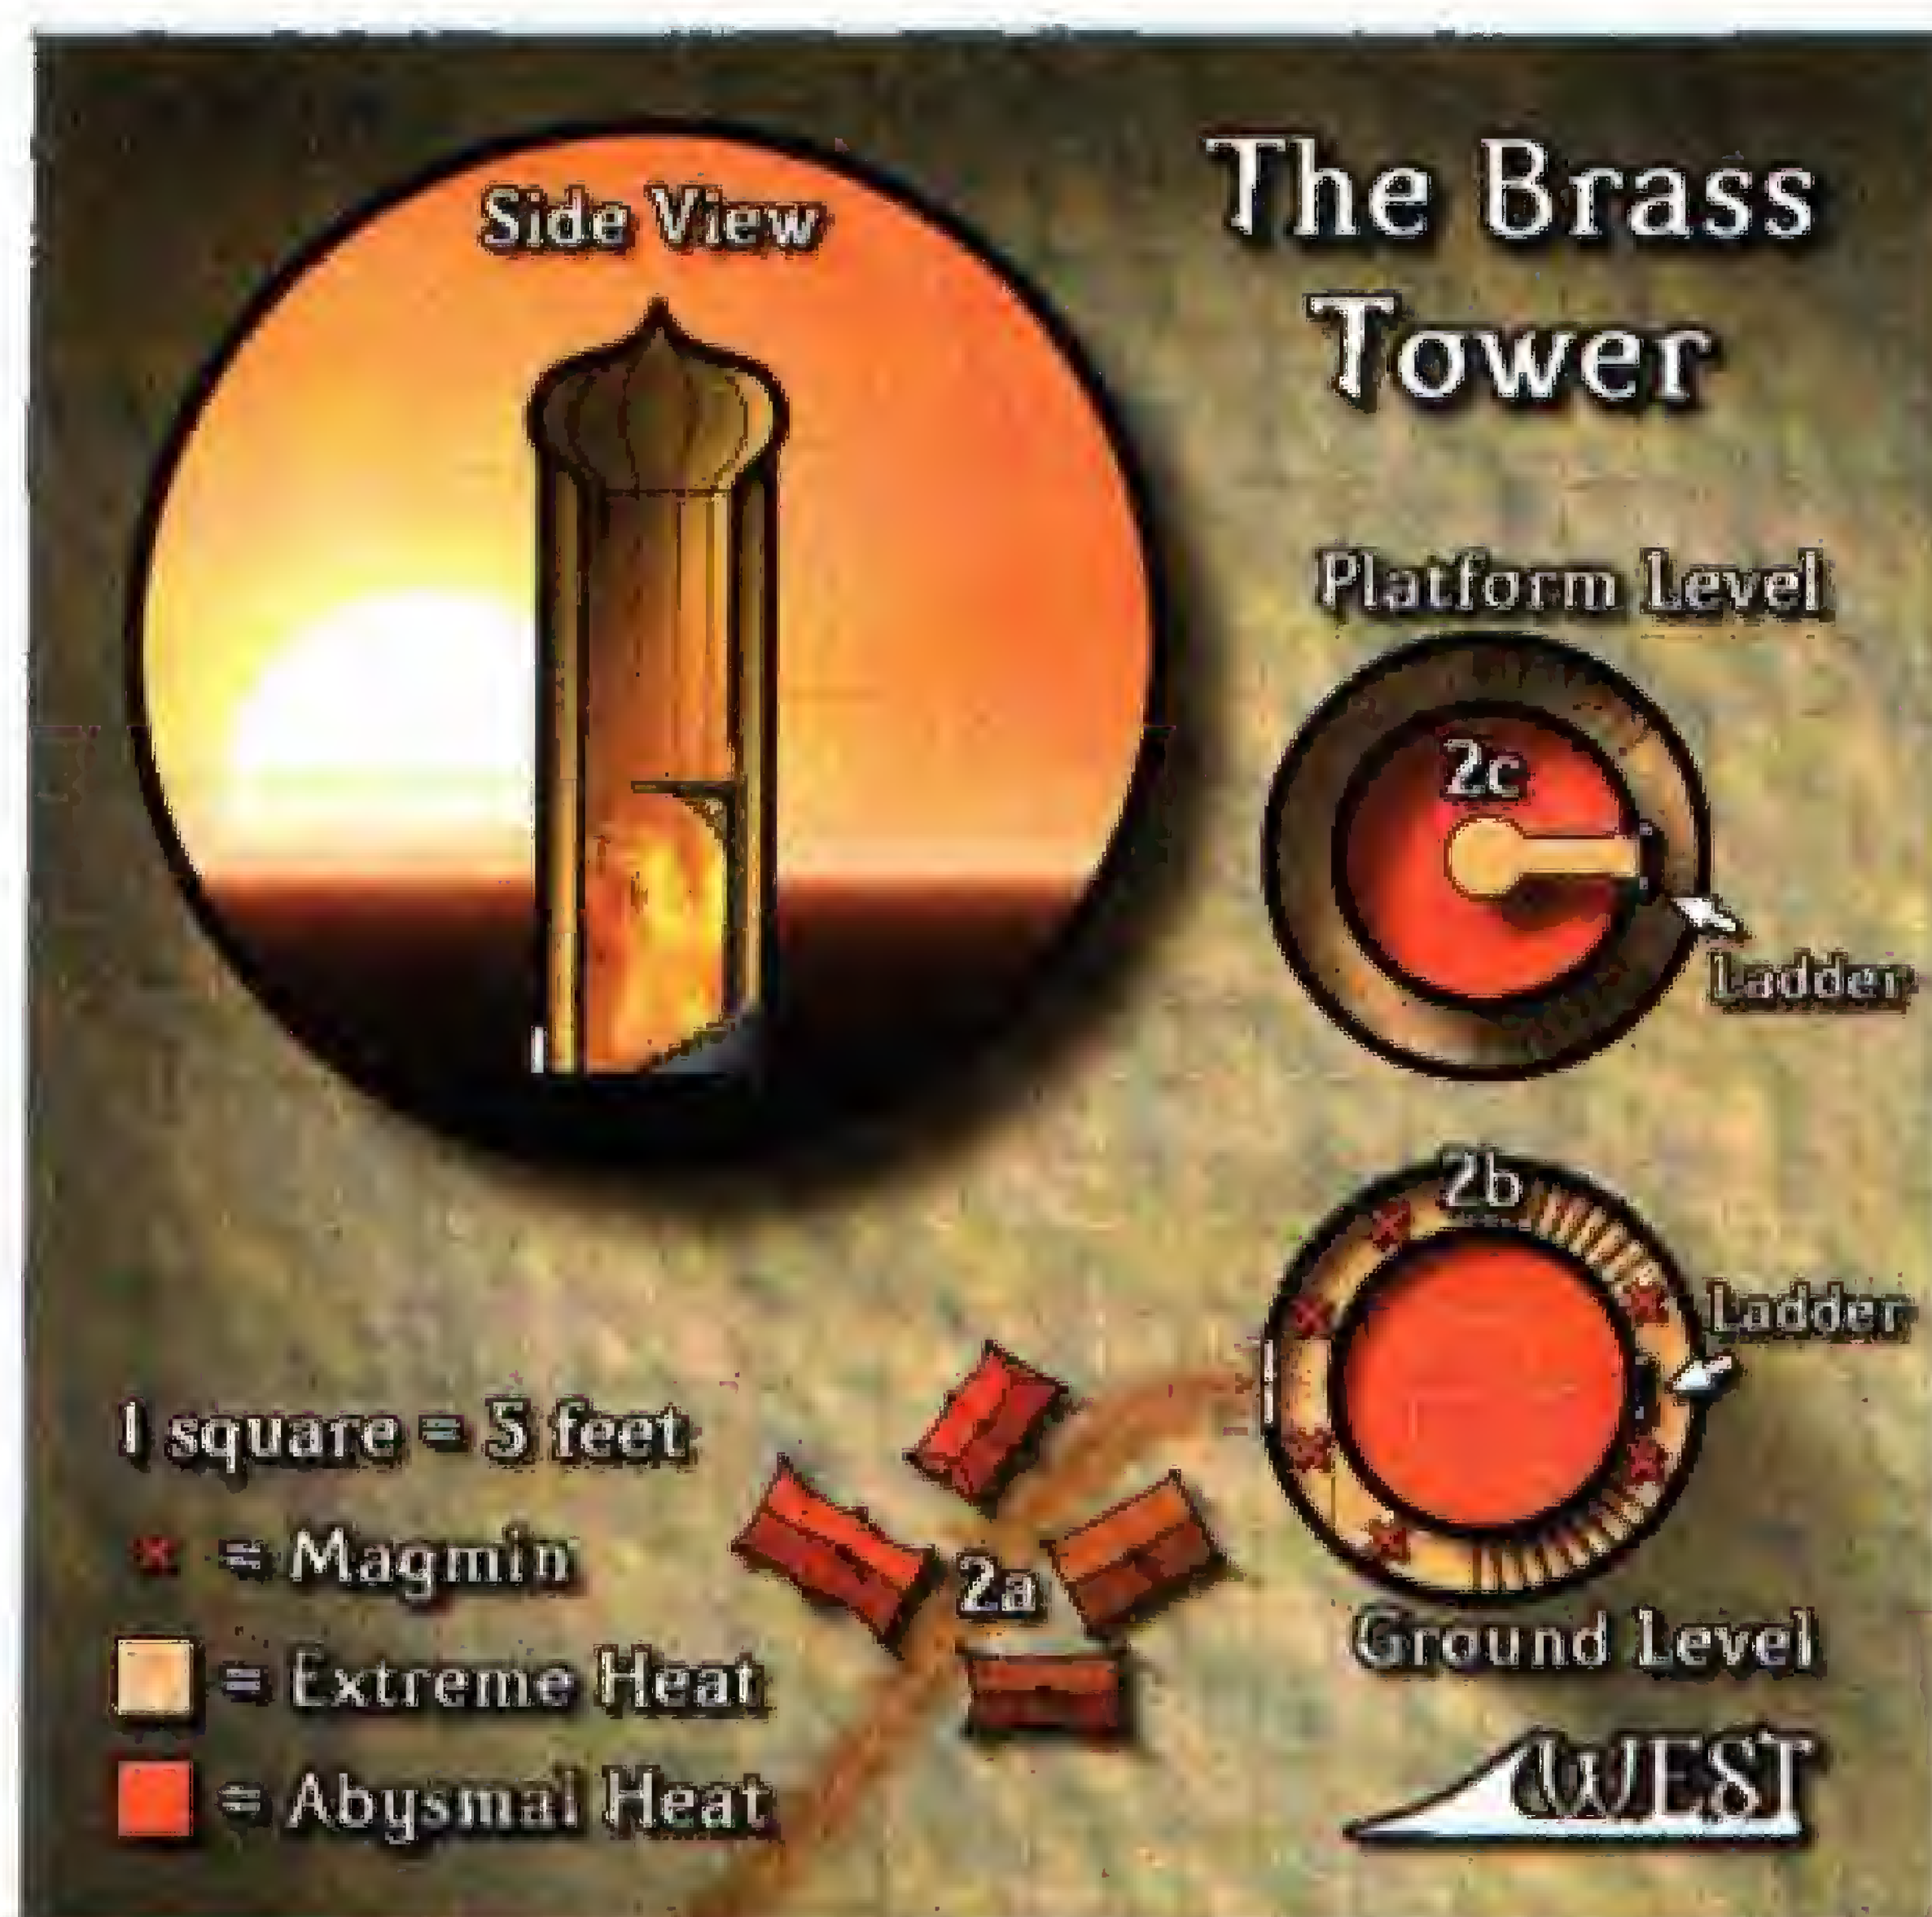 The Brass
Tower
Side View
Platform Level
2c
Ladder
2b
Ladder
Ground Level
2a
1 square = 5 feet
= Magmin
= Extreme Heat
= Abysmal Heat
WEST